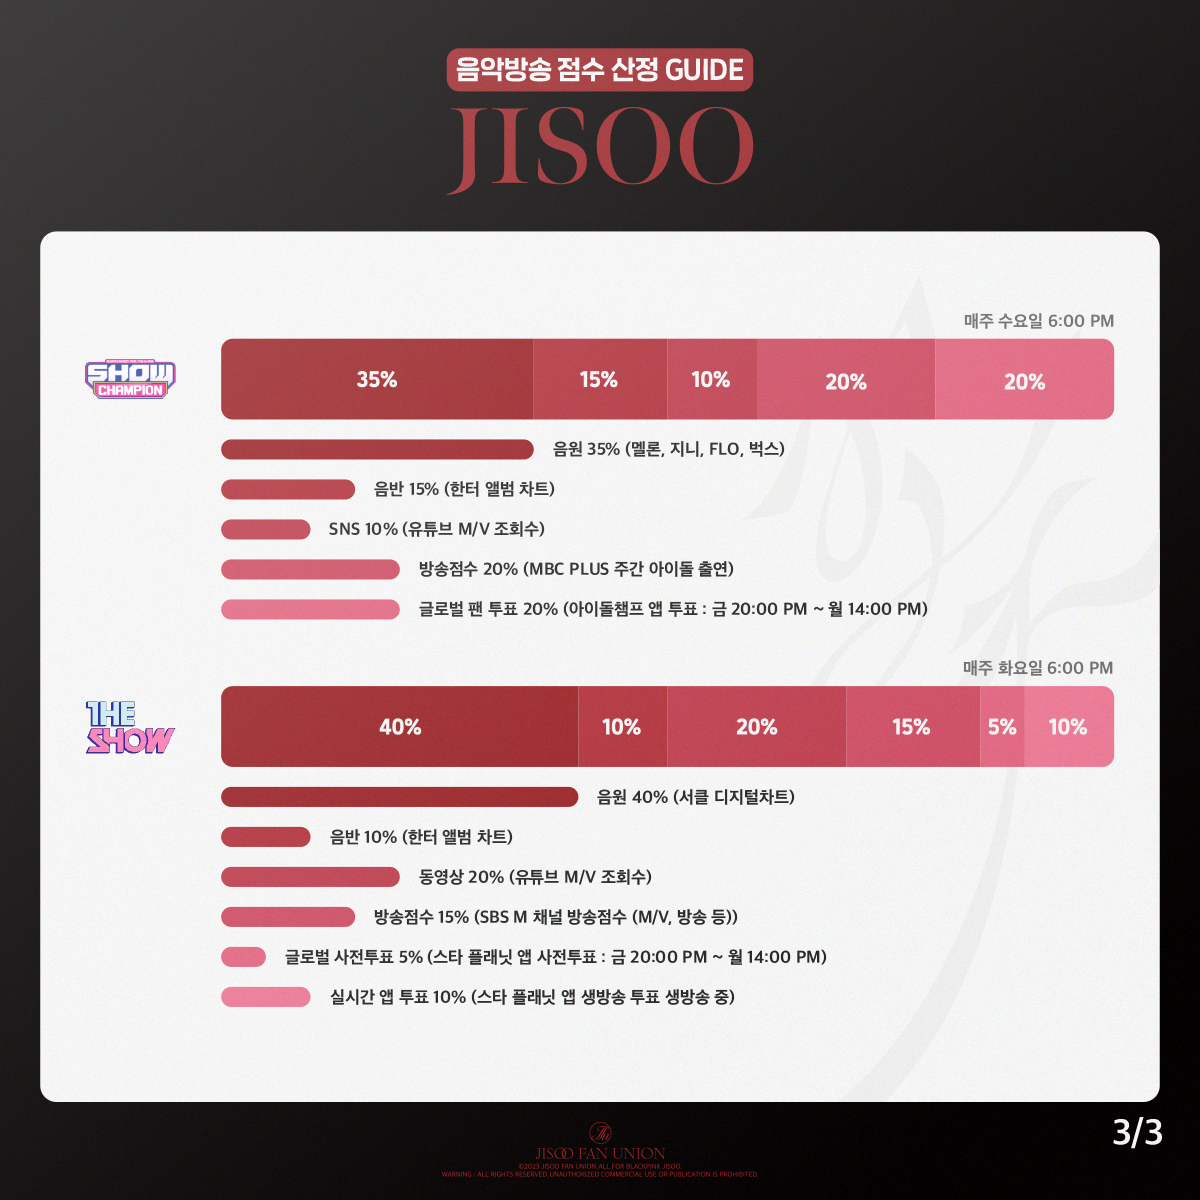 음악방송 점수 산정 GUIDE
JISOO
매주 수요일 6:00 PM
SHOW
CHAMPION
35% 15% 10% 20% 20%
음원 35% (멜론, 지니, FLO, 벅스)
음반 15% (한터 앨범 차트)
SNS 10% (유튜브 M/V 조회수)
방송점수 20% (MBC PLUS 주간 아이돌 출연)
글로벌 팬 투표 20% (아이돌챔프 앱 투표 : 금 20:00 PM ~ 월 14:00 PM)
매주 화요일 6:00 PM
THE
SHOW
40% 10% 20% 15% 5% 10%
음원 40% (서클 디지털차트)
음반 10% (한터 앨범 차트)
동영상 20% (유튜브 M/V 조회수)
방송점수 15% (SBS M 채널 방송점수 (M/V, 방송 등))
글로벌 사전투표 5% (스타 플래닛 앱 사전투표 : 금 20:00 PM ~ 월 14:00 PM)
실시간 앱 투표 10% (스타 플래닛 앱 생방송 투표 생방송 중)
3/3
JISOO FAN UNION
©2023 JISOO FAN UNION_ALL FOR BLACKPINK JISOO.
WARNING : ALL RIGHTS RESERVED_UNAUTHORIZED COMMERCIAL USE OR PUBLICATION IS PROHIBITED.